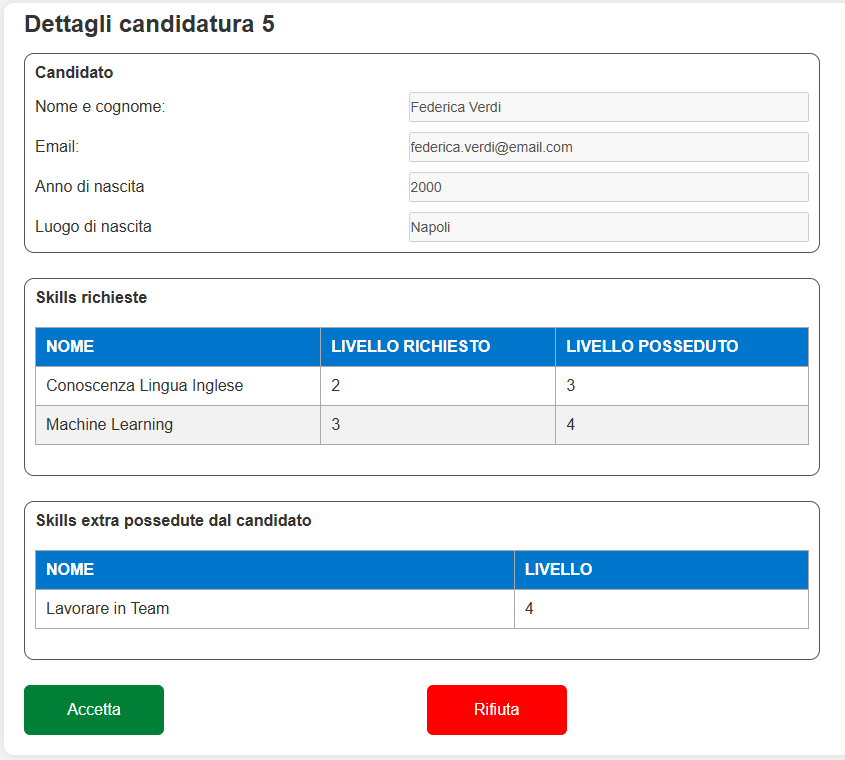 Dettagli candidatura 5
Candidato
Nome e cognome: Federica Verdi
Email: federica.verdi@email.com
Anno di nascita 2000
Luogo di nascita Napoli
Skills richieste
NOME LIVELLO RICHIESTO LIVELLO POSSEDUTO
Conoscenza Lingua Inglese 2 3
Machine Learning 3 4
Skills extra possedute dal candidato
NOME LIVELLO
Lavorare in Team 4
Accetta Rifiuta